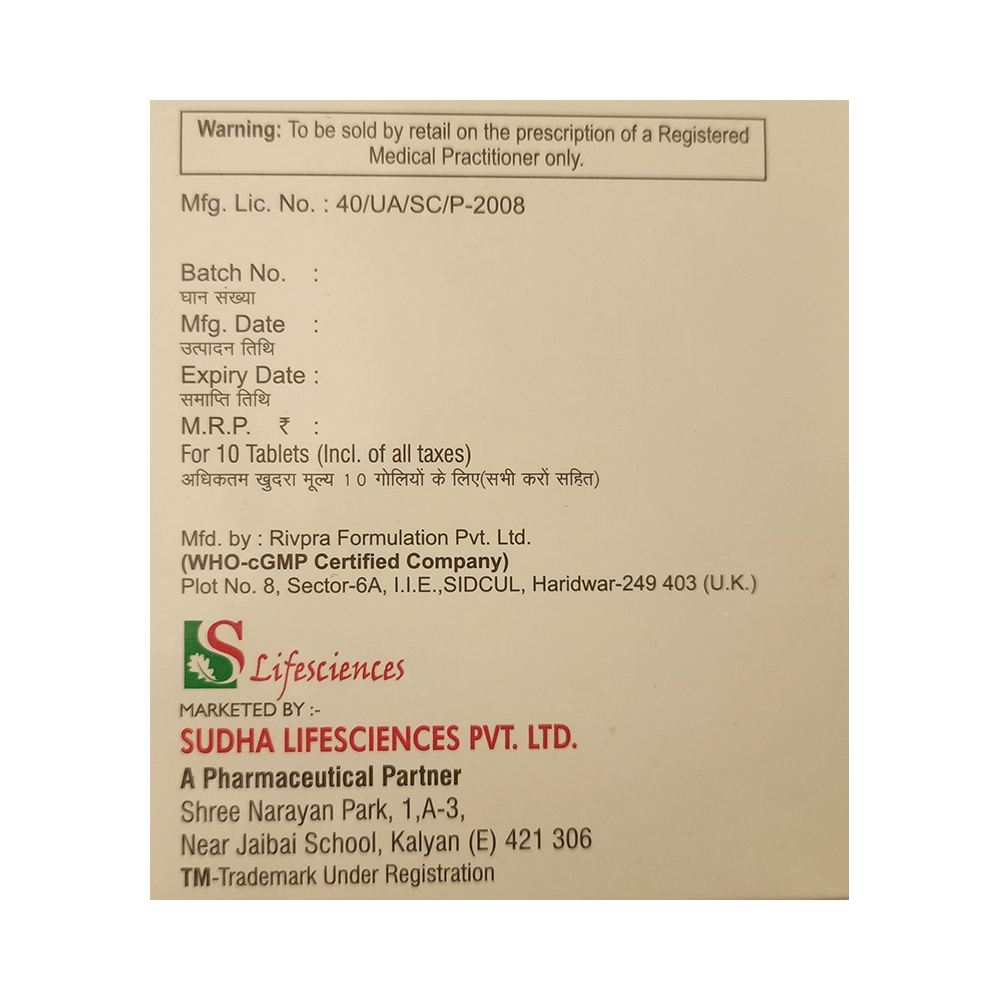 Warning: To be sold by retail on the prescription of a Registered
Medical Practitioner only.
Mfg. Lic. No. : 40/UA/SC/P-2008
Batch No. :
घान संख्या
Mfg. Date :
उत्पादन तिथि
Expiry Date :
समाप्ति तिथि
M.R.P. ₹ :
For 10 Tablets (Incl. of all taxes)
अधिकतम खुदरा मूल्य 10 गोलियों के लिए(सभी करों सहित)
Mfd. by : Rivpra Formulation Pvt. Ltd.
(WHO-cGMP Certified Company)
Plot No. 8, Sector-6A, I.I.E.,SIDCUL, Haridwar-249 403 (U.K.)
LS Lifesciences
MARKETED BY :-
SUDHA LIFESCIENCES PVT. LTD.
A Pharmaceutical Partner
Shree Narayan Park, 1,A-3,
Near Jaibai School, Kalyan (E) 421 306
TM-Trademark Under Registration